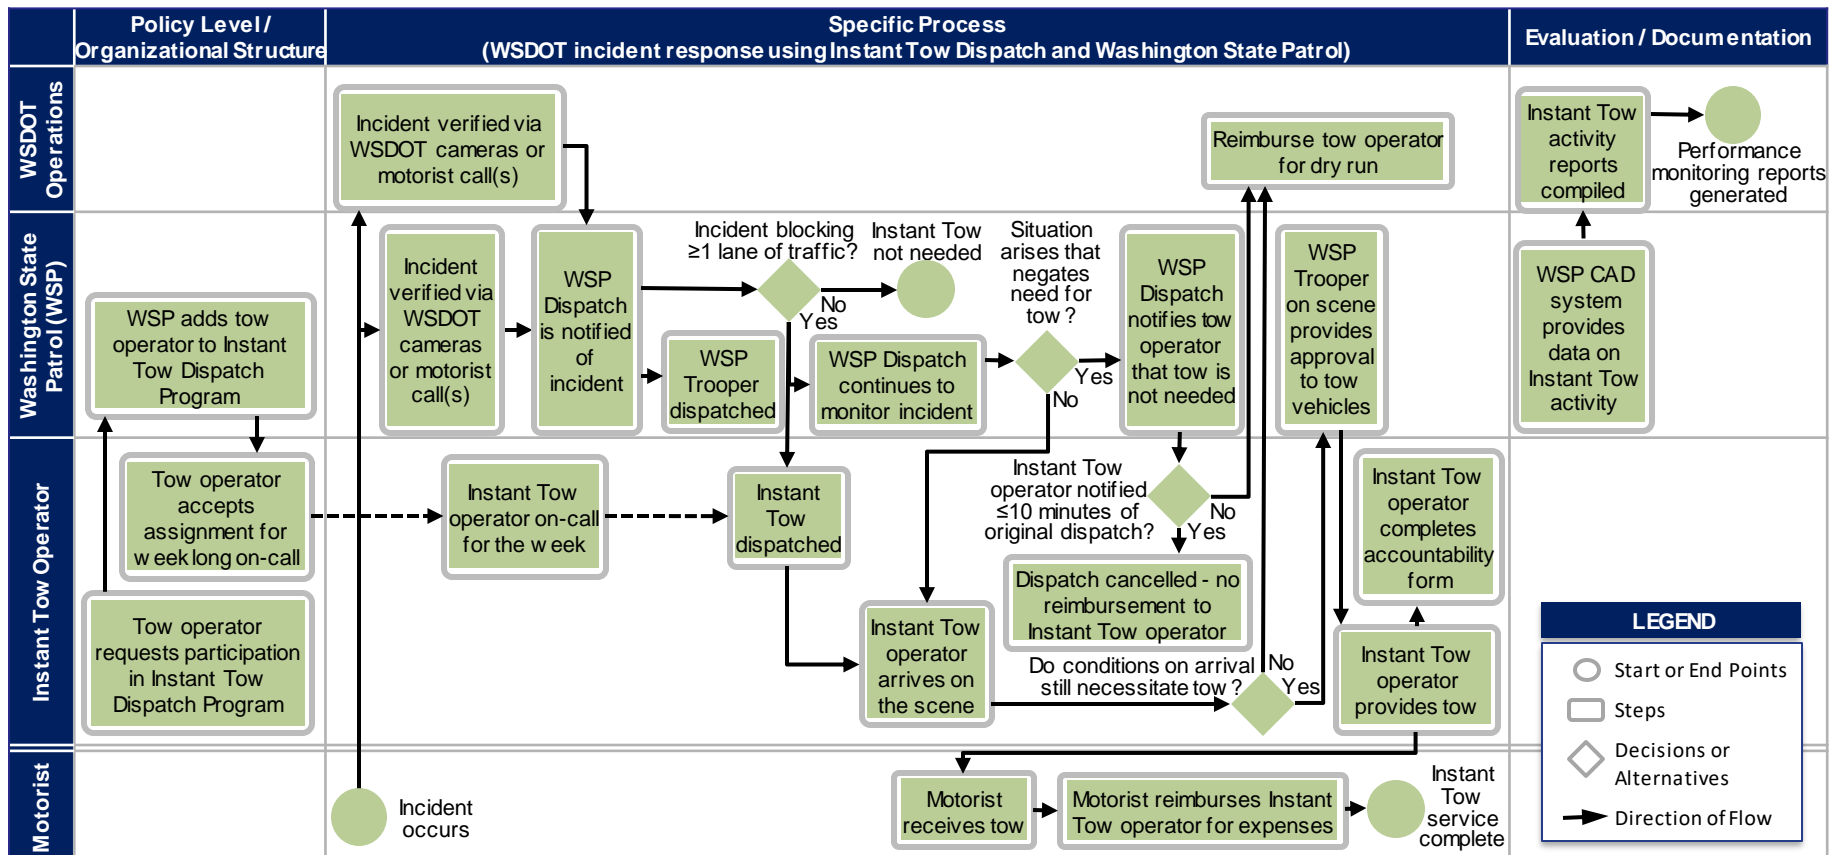 Policy Level /
Organizational Structure
Specific Process
(WSDOT incident response using Instant Tow Dispatch and Washington State Patrol)
Evaluation / Documentation
WSDOT
Operations
Incident verified via
WSDOT cameras or
motorist call(s)
Reimburse tow operator
for dry run
Instant Tow
activity
reports
compiled
Performance
monitoring reports
generated
Washington State
Patrol (WSP)
WSP adds tow
operator to Instant
Tow Dispatch
Program
Incident
verified via
WSDOT
cameras
or motorist
call(s)
WSP
Dispatch
is notified
of
incident
Incident blocking
≥1 lane of traffic?
No
Yes
Instant Tow
not needed
WSP
Trooper
dispatched
WSP Dispatch
continues to
monitor incident
Situation
arises that
negates
need for
tow?
Yes
No
WSP
Dispatch
notifies tow
operator
that tow is
not needed
WSP
Trooper
on scene
provides
approval
to tow
vehicles
WSP CAD
system
provides
data on
Instant Tow
activity
Instant Tow Operator
Tow operator
accepts
assignment for
weeklong on-call
Tow operator
requests participation
in Instant Tow
Dispatch Program
Instant Tow
operator on-call
for the week
Instant
Tow
dispatched
Instant Tow
operator
arrives on
the scene
Instant Tow
operator notified
≤10 minutes of
original dispatch?
No
Yes
Dispatch cancelled - no
reimbursement to
Instant Tow operator
Do conditions on arrival
still necessitate tow?
No
Yes
Instant Tow
operator
completes
accountability
form
Instant Tow
operator
provides tow
Motorist
Incident
occurs
Motorist
receives tow
Motorist reimburses Instant
Tow operator for expenses
Instant
Tow
service
complete
LEGEND
Start or End Points
Steps
Decisions or
Alternatives
Direction of Flow